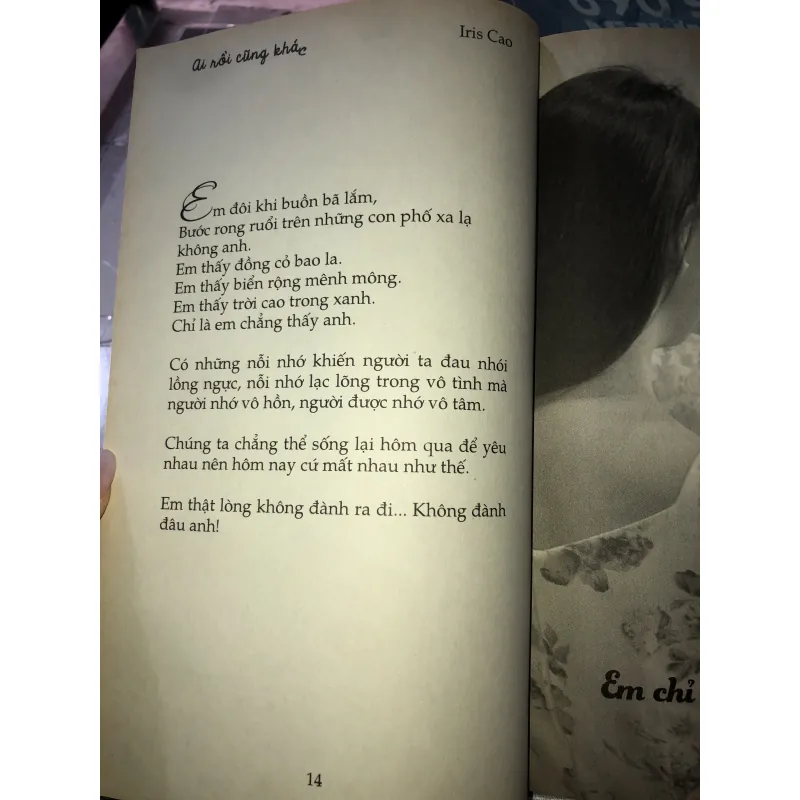 Ai rồi cũng khác
Iris Cao
Em đôi khi buồn bã lắm,
Bước rong ruổi trên những con phố xa lạ
không anh.
Em thấy đồng cỏ bao la.
Em thấy biển rộng mênh mông.
Em thấy trời cao trong xanh.
Chỉ là em chẳng thấy anh.
Có những nỗi nhớ khiến người ta đau nhói
lồng ngực, nỗi nhớ lạc lõng trong vô tình mà
người nhớ vô hồn, người được nhớ vô tâm.
Chúng ta chẳng thể sống lại hôm qua để yêu
nhau nên hôm nay cứ mất nhau như thế.
Em thật lòng không đành ra đi... Không đành
đâu anh!
14
Em chỉ